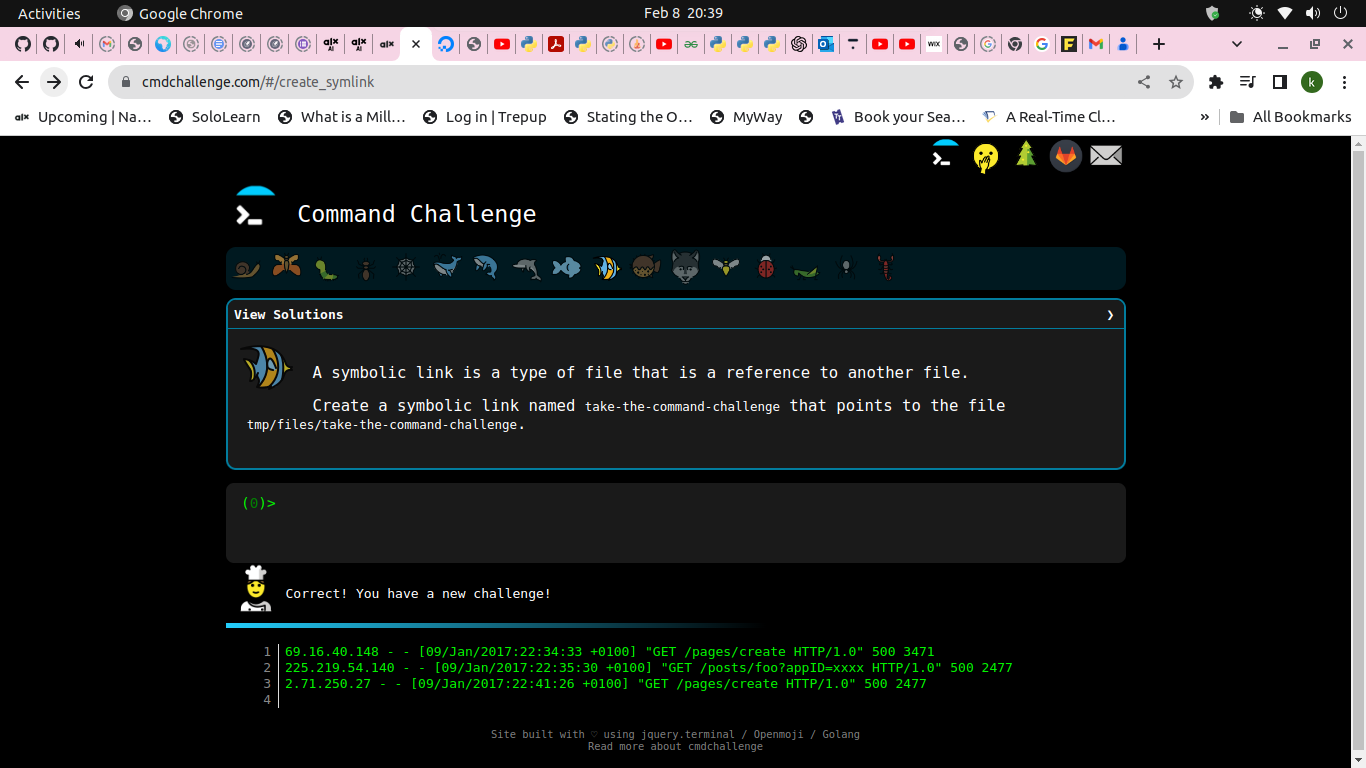 Activities Google Chrome Feb 8 20:39
cmdchallenge.com/#/create_symlink
k
Upcoming | Na… SoloLearn What is a Mill… Log in | Trepup Stating the O… MyWay Book your Sea… A Real-Time Cl… » All Bookmarks
Command Challenge
View Solutions ❯
A symbolic link is a type of file that is a reference to another file.
Create a symbolic link named take-the-command-challenge that points to the file
tmp/files/take-the-command-challenge.
(0)>
Correct! You have a new challenge!
1 69.16.40.148 - - [09/Jan/2017:22:34:33 +0100] "GET /pages/create HTTP/1.0" 500 3471
2 225.219.54.140 - - [09/Jan/2017:22:35:30 +0100] "GET /posts/foo?appID=xxxx HTTP/1.0" 500 2477
3 2.71.250.27 - - [09/Jan/2017:22:41:26 +0100] "GET /pages/create HTTP/1.0" 500 2477
4
Site built with ♡ using jquery.terminal / Openmoji / Golang
Read more about cmdchallenge